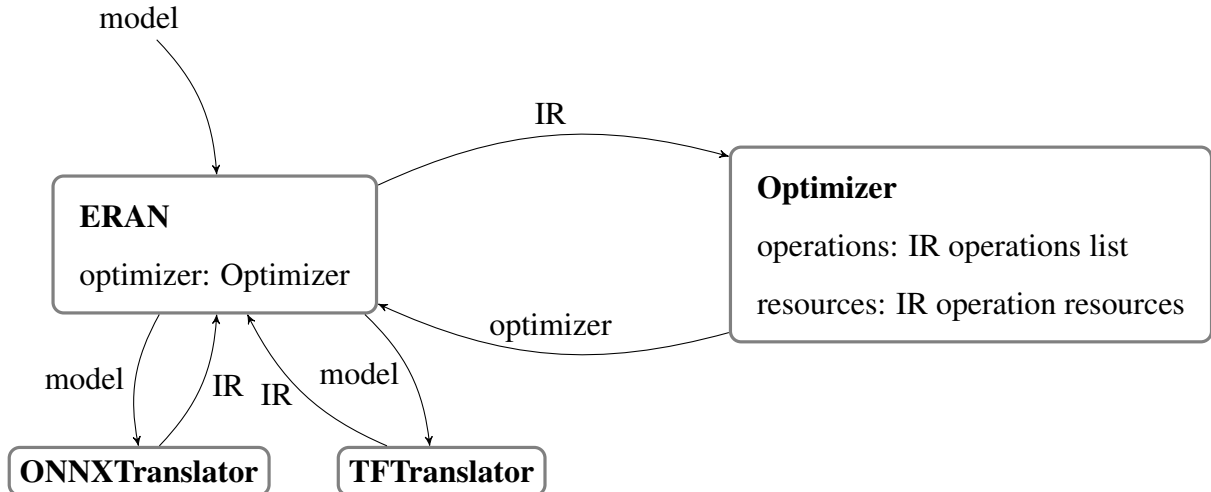 model
IR
ERAN
optimizer: Optimizer
Optimizer
operations: IR operations list
resources: IR operation resources
optimizer
model
IR
IR
model
ONNXTranslator
TFTranslator